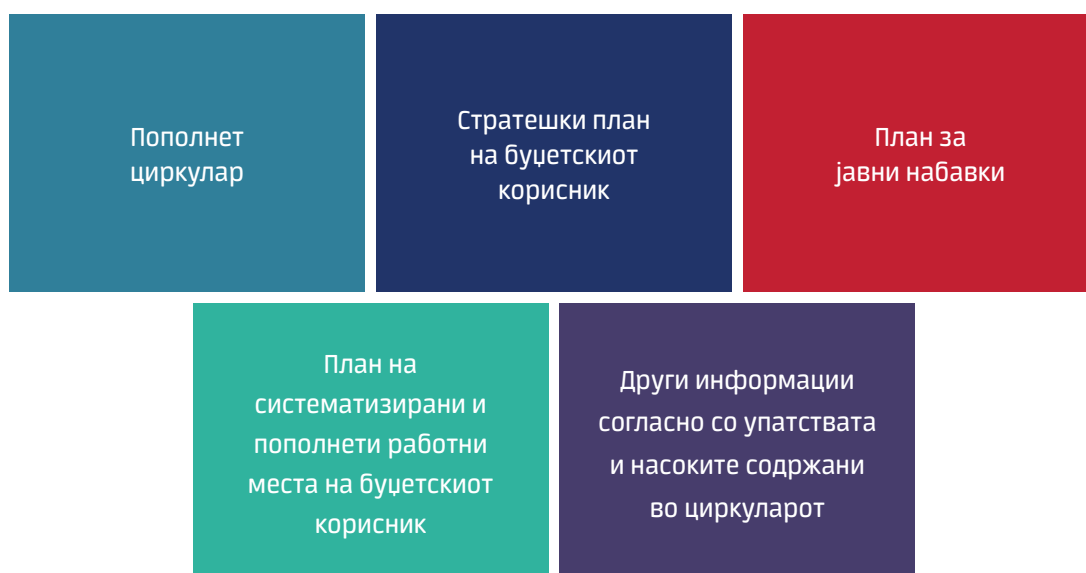 Пополнет
циркулар
Стратешки план
на буџетскиот
корисник
План за
јавни набавки
План на
систематизирани и
пополнети работни
места на буџетскиот
корисник
Други информации
согласно со упатствата
и насоките содржани
во циркуларот